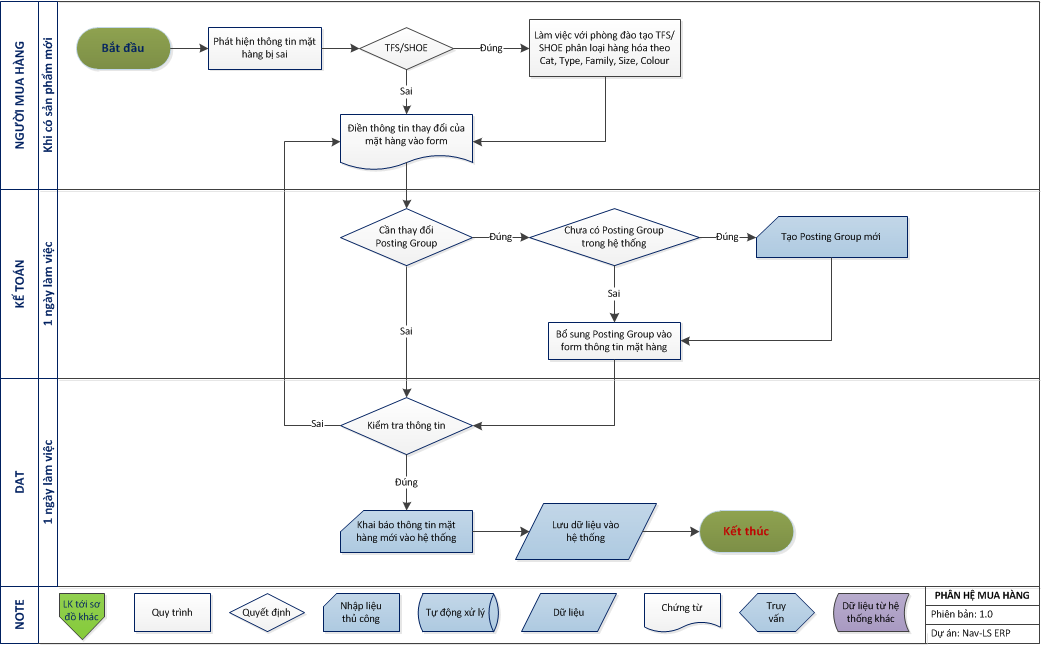 NGƯỜI MUA HÀNG
Khi có sản phẩm mới
Bắt đầu
Phát hiện thông tin mặt
hàng bị sai
TFS/SHOE
Đúng
Làm việc với phòng đào tạo TFS/
SHOE phân loại hàng hóa theo
Cat, Type, Family, Size, Colour
Sai
Điền thông tin thay đổi của
mặt hàng vào form
KẾ TOÁN
1 ngày làm việc
Cần thay đổi
Posting Group
Đúng
Chưa có Posting Group
trong hệ thống
Đúng
Tạo Posting Group mới
Sai
Sai
Bổ sung Posting Group vào
form thông tin mặt hàng
DAT
1 ngày làm việc
Sai
Kiểm tra thông tin
Đúng
Khai báo thông tin mặt
hàng mới vào hệ thống
Lưu dữ liệu vào
hệ thống
Kết thúc
NOTE
LK tới sơ
đồ khác
Quy trình
Quyết định
Nhập liệu
thủ công
Tự động xử lý
Dữ liệu
Chứng từ
Truy
vấn
Dữ liệu từ hệ
thống khác
PHÂN HỆ MUA HÀNG
Phiên bản: 1.0
Dự án: Nav-LS ERP